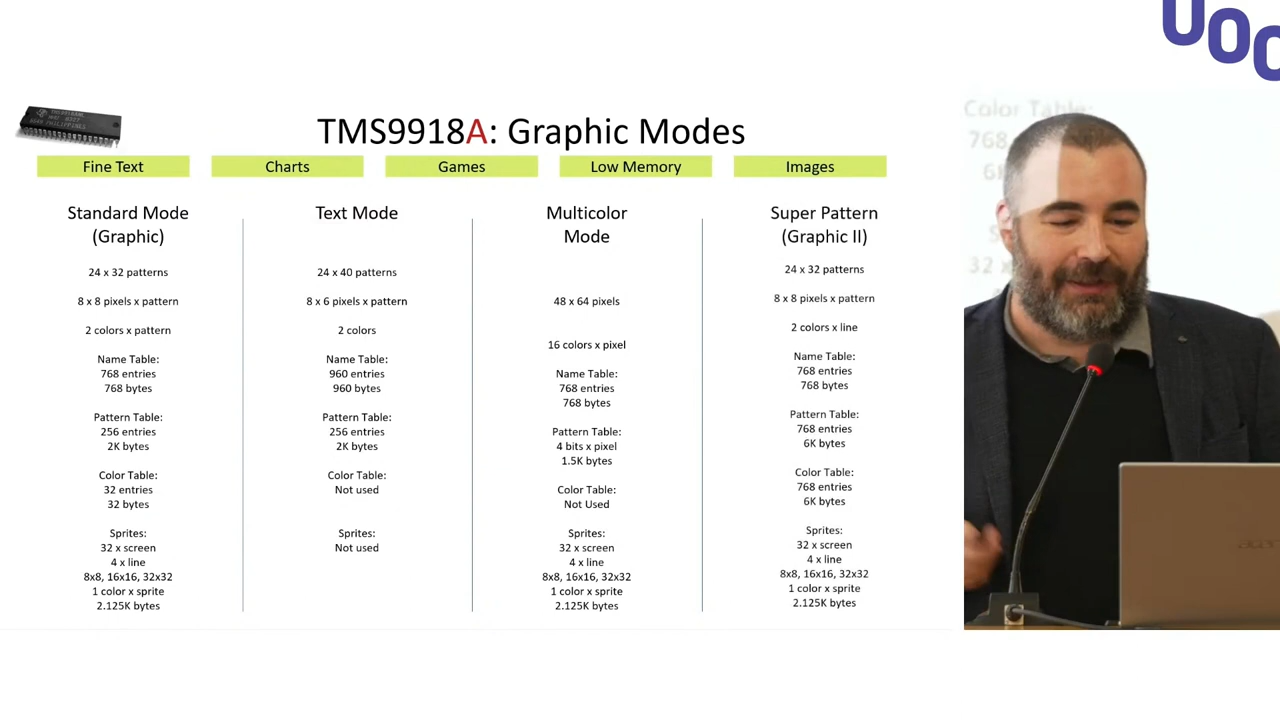 UOC
TMS9918A: Graphic Modes
Fine Text
Charts
Games
Low Memory
Images
Standard Mode
(Graphic)
24 x 32 patterns
8 x 8 pixels x pattern
2 colors x pattern
Name Table:
768 entries
768 bytes
Pattern Table:
256 entries
2K bytes
Color Table:
32 entries
32 bytes
Sprites:
32 x screen
4 x line
8x8, 16x16, 32x32
1 color x sprite
2.125K bytes
Text Mode
24 x 40 patterns
8 x 6 pixels x pattern
2 colors
Name Table:
960 entries
960 bytes
Pattern Table:
256 entries
2K bytes
Color Table:
Not used
Sprites:
Not used
Multicolor
Mode
48 x 64 pixels
16 colors x pixel
Name Table:
768 entries
768 bytes
Pattern Table:
4 bits x pixel
1.5K bytes
Color Table:
Not Used
Sprites:
32 x screen
4 x line
8x8, 16x16, 32x32
1 color x sprite
2.125K bytes
Super Pattern
(Graphic II)
24 x 32 patterns
8 x 8 pixels x pattern
2 colors x line
Name Table:
768 entries
768 bytes
Pattern Table:
768 entries
6K bytes
Color Table:
768 entries
6K bytes
Sprites:
32 x screen
4 x line
8x8, 16x16, 32x32
1 color x sprite
2.125K bytes
Color Table:
768
32 x
acer